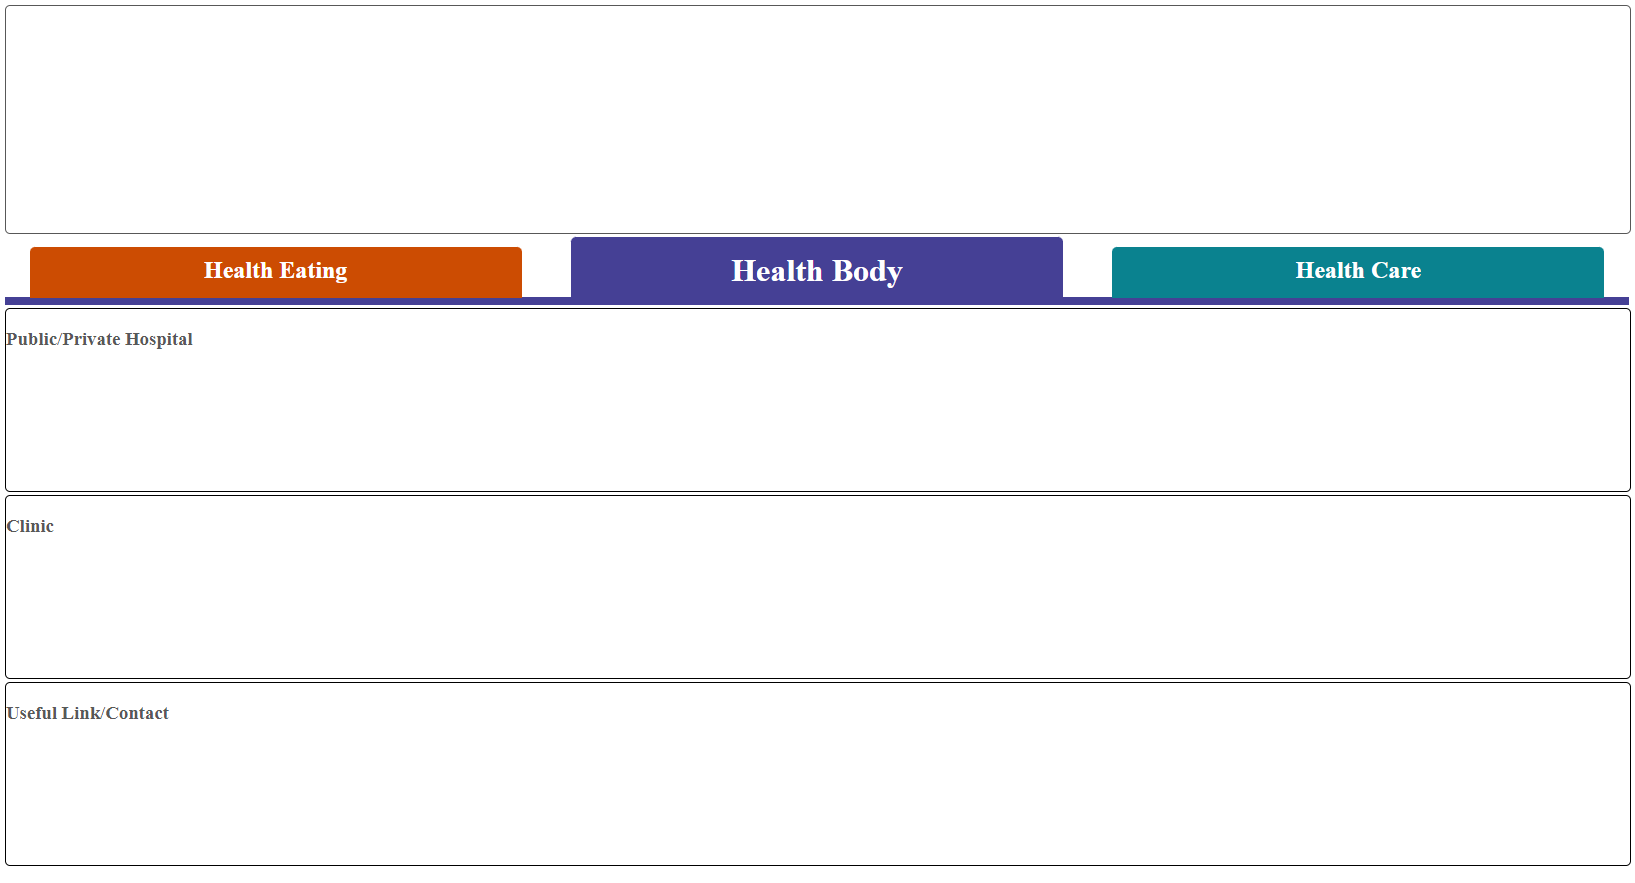 Health Eating
Health Body
Health Care
Public/Private Hospital
Clinic
Useful Link/Contact